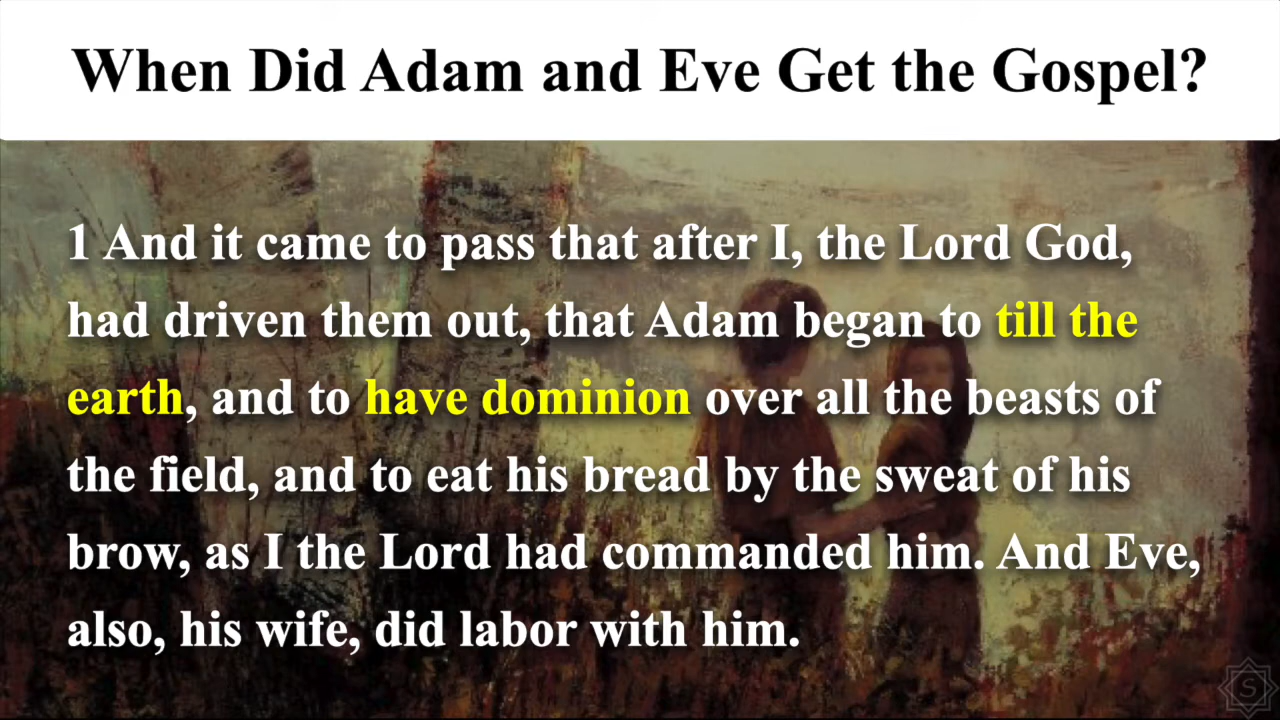 When Did Adam and Eve Get the Gospel?
1 And it came to pass that after I, the Lord God,
had driven them out, that Adam began to till the
earth, and to have dominion over all the beasts of
the field, and to eat his bread by the sweat of his
brow, as I the Lord had commanded him. And Eve,
also, his wife, did labor with him.
S